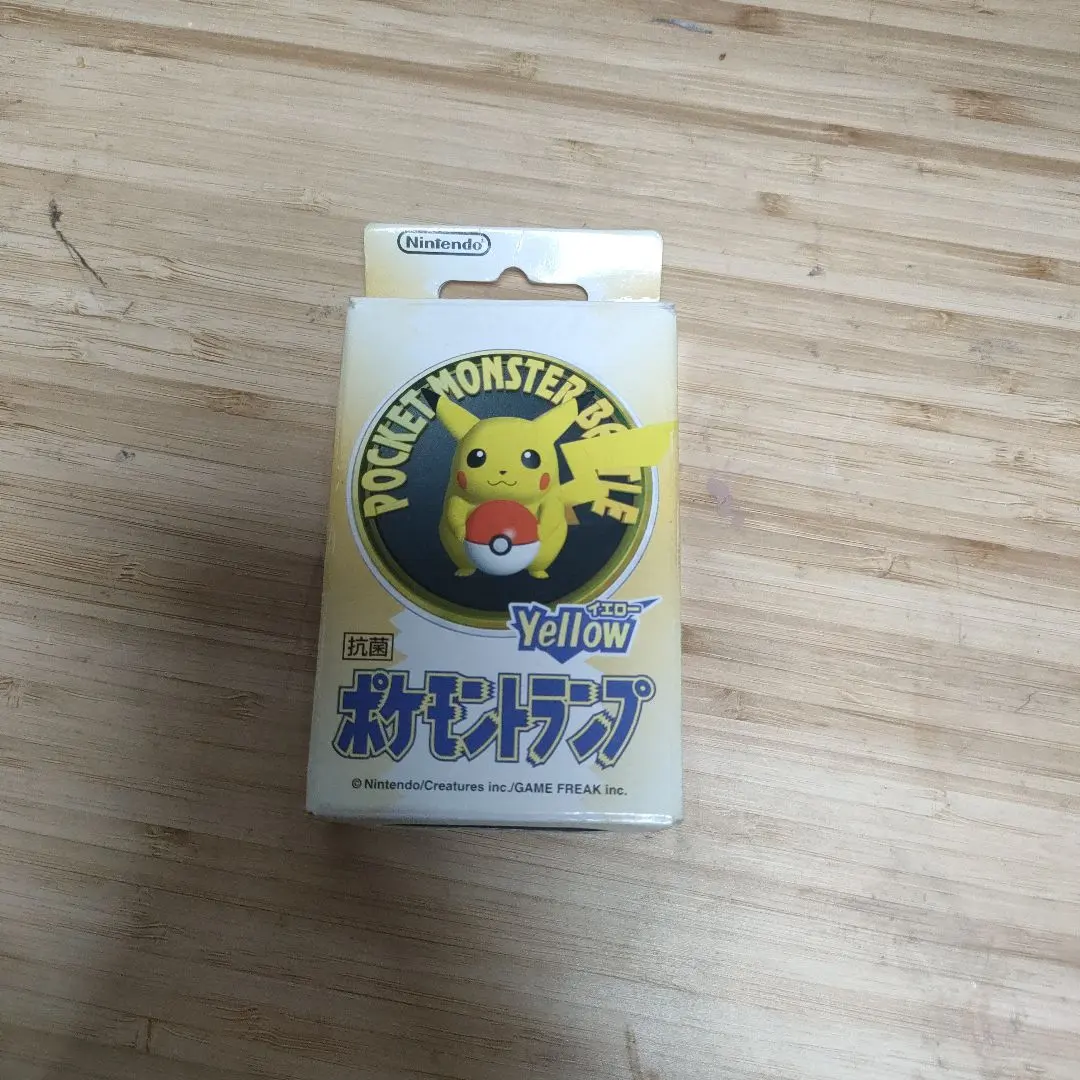 Nintendo
POCKET MONSTER BATTLE
イエロー
Yellow
抗菌
ポケモントランプ
© Nintendo/Creatures inc./GAME FREAK inc.